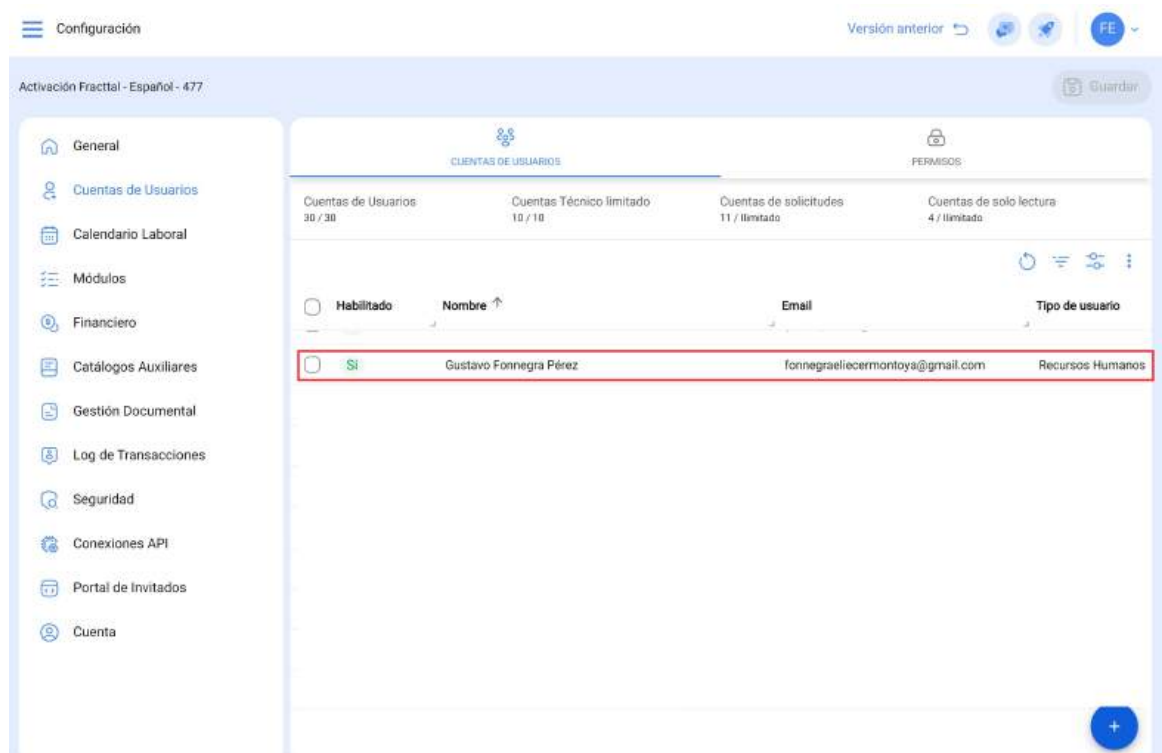 Configuración
Versión anterior
FE
Activación Fracttal - Español - 477
Guardar
General
Cuentas de Usuarios
Calendario Laboral
Módulos
Financiero
Catálogos Auxiliares
Gestión Documental
Log de Transacciones
Seguridad
Conexiones API
Portal de Invitados
Cuenta
CUENTAS DE USUARIOS
PERMISOS
Cuentas de Usuarios
30 / 30
Cuentas Técnico limitado
10 / 10
Cuentas de solicitudes
11 / Ilimitado
Cuentas de solo lectura
4 / Ilimitado
Habilitado Nombre Email Tipo de usuario
Sí Gustavo Fonnegra Pérez fonnegraeliecermontoya@gmail.com Recursos Humanos